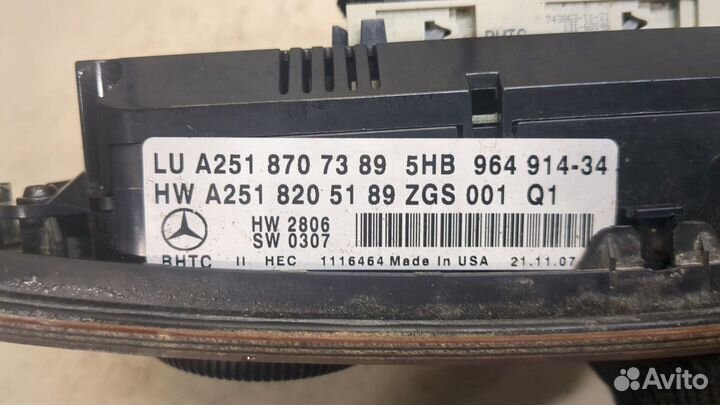 BHTC
LU A251 870 73 89 5HB 964 914-34
HW A251 820 51 89 ZGS 001 Q1
HW 2806
SW 0307
BHTC II HEC 1116464 Made in USA 21.11.07
Avito